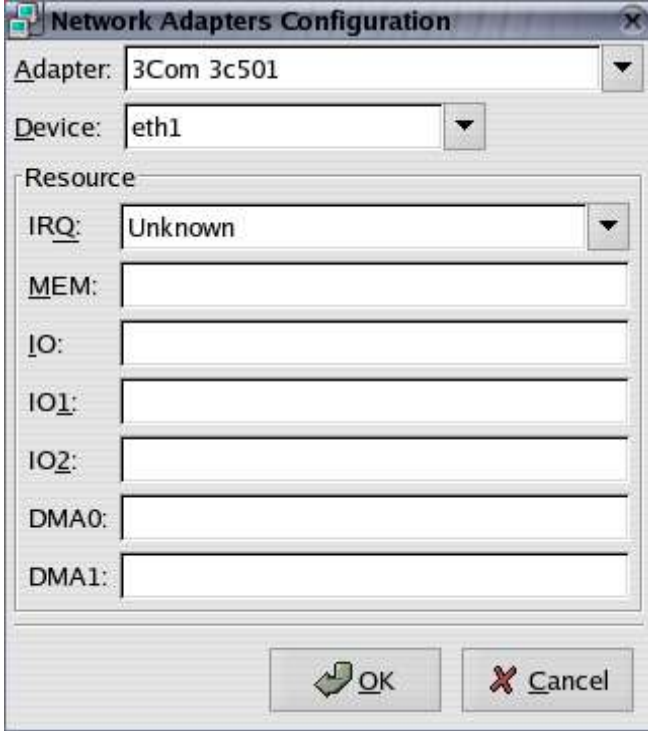 Network Adapters Configuration
Adapter: 3Com 3c501
Device: eth1
Resource
IRQ: Unknown
MEM:
IO:
IO1:
IO2:
DMA0:
DMA1:
OK Cancel